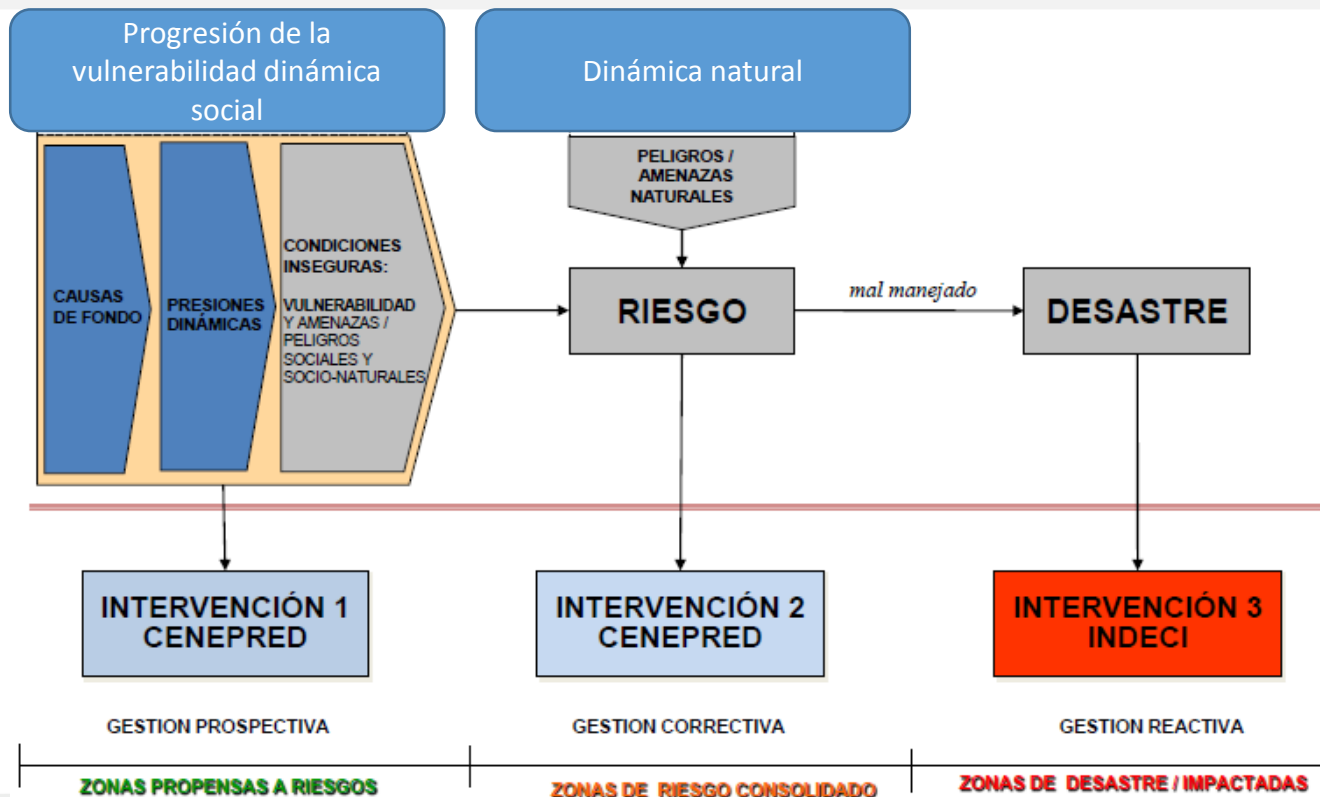 Progresión de la
vulnerabilidad dinámica
social
Dinámica natural
PELIGROS /
AMENAZAS
NATURALES
CAUSAS
DE FONDO
PRESIONES
DINÁMICAS
CONDICIONES
INSEGURAS:
VULNERABILIDAD
Y AMENAZAS /
PELIGROS
SOCIALES Y
SOCIO-NATURALES
RIESGO
mal manejado
DESASTRE
INTERVENCIÓN 1
CENEPRED
INTERVENCIÓN 2
CENEPRED
INTERVENCIÓN 3
INDECI
GESTION PROSPECTIVA
GESTION CORRECTIVA
GESTION REACTIVA
ZONAS PROPENSAS A RIESGOS
ZONAS DE RIESGO CONSOLIDADO
ZONAS DE DESASTRE / IMPACTADAS